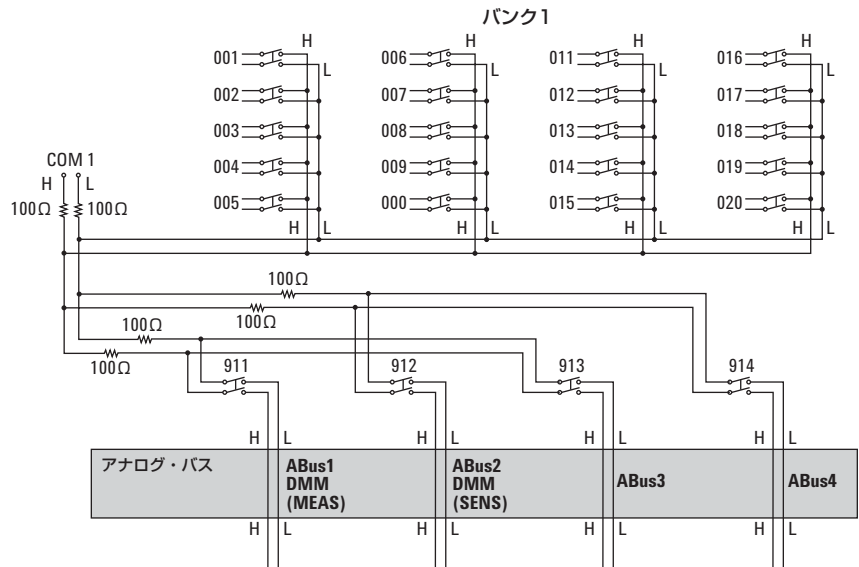 バンク1
H H H H
001 006 011 016
L L L L
002 007 012 017
003 008 013 018
COM 1
004 009 014 019
H L
005 000 015 020
100Ω 100Ω
H L H L H L H L
100Ω
100Ω
100Ω
100Ω
911 912 913 914
H L H L H L H L
アナログ・バス
ABus1
DMM
(MEAS)
ABus2
DMM
(SENS)
ABus3
ABus4
H L H L H L H L